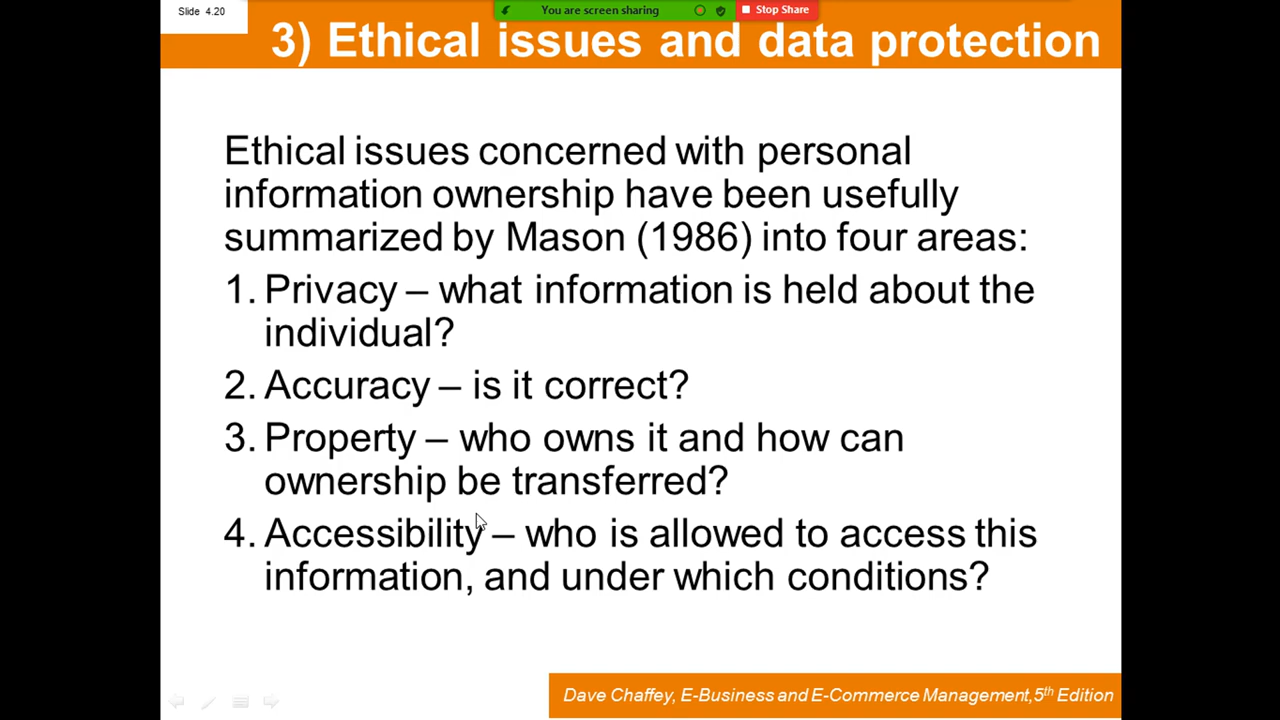 Slide 4.20
You are screen sharing
Stop Share
3) Ethical issues and data protection
Ethical issues concerned with personal
information ownership have been usefully
summarized by Mason (1986) into four areas:
1. Privacy – what information is held about the
individual?
2. Accuracy – is it correct?
3. Property – who owns it and how can
ownership be transferred?
4. Accessibility – who is allowed to access this
information, and under which conditions?
Dave Chaffey, E-Business and E-Commerce Management,5th Edition